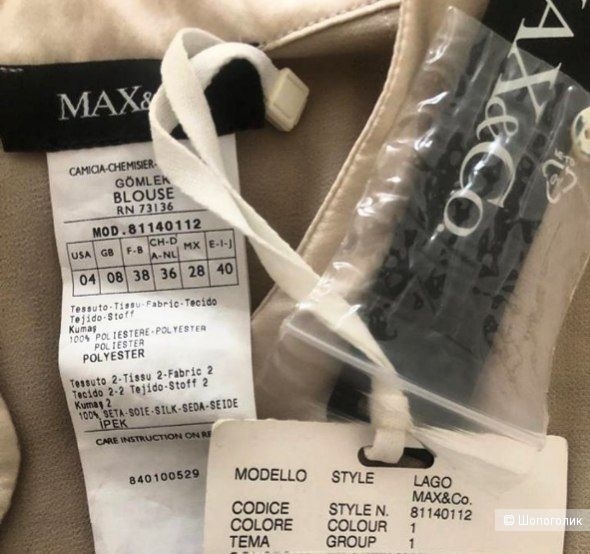 MAX&
CAMICIA-CHEMISIER-
GÖMLEK
BLOUSE
RN 73136
MOD.81140112
USA GB F-B CH-D A-NL MX E-I-J
04 08 38 36 28 40
Tessuto-Tissu-Fabric-Tecido
Tejido-Stoff
Kumaş
100% POLIESTERE-POLYESTER
POLIESTER
POLYESTER
Tessuto 2-Tissu 2-Fabric 2
Tecido 2-2 Tejido-Stoff 2
Kumaş 2
100% SETA-SOIE-SILK-SEDA-SEIDE
İPEK
CARE INSTRUCTION ON RE
840100529
AX&Co.
MODELLO STYLE LAGO
MAX&Co.
CODICE STYLE N. 81140112
COLORE COLOUR 1
TEMA GROUP 1
© Шопоголик